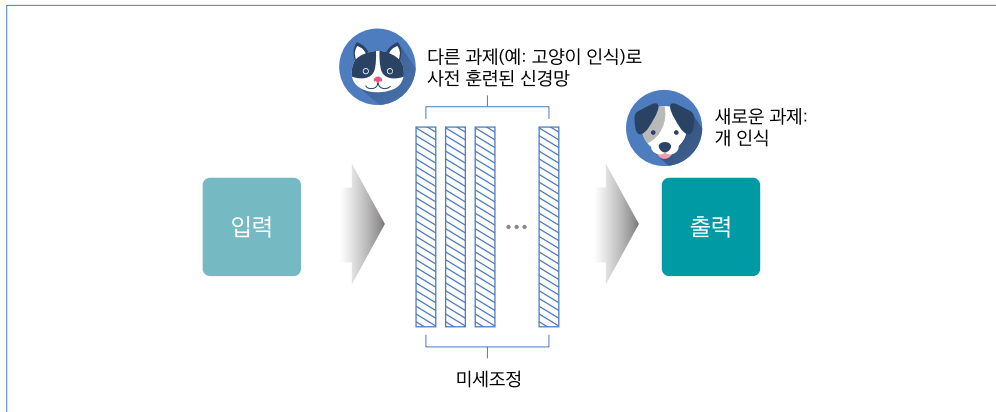 다른 과제(예: 고양이 인식)로
사전 훈련된 신경망
새로운 과제:
개 인식
입력
...
출력
미세조정